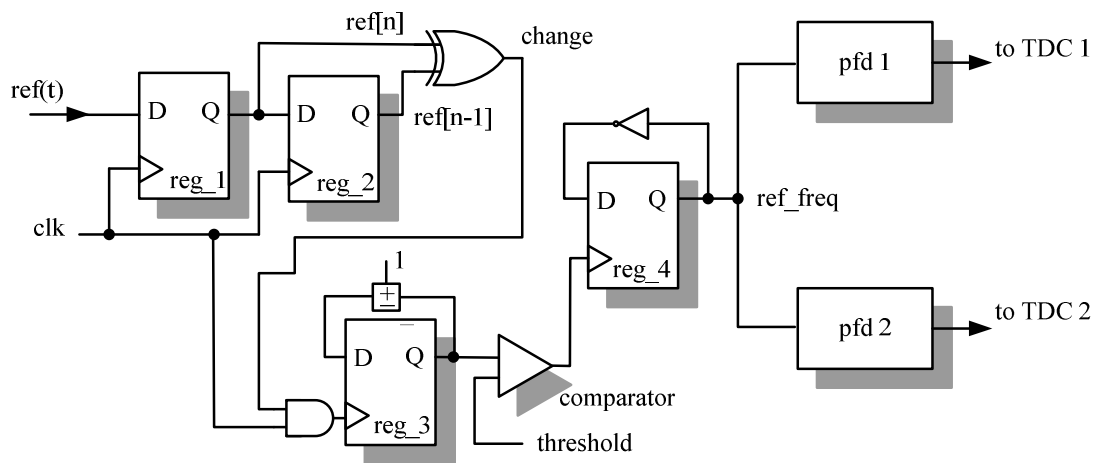 ref[n]
change
pfd 1
to TDC 1
ref(t)
D
Q
reg_1
D
Q
reg_2
ref[n-1]
D
Q
reg_4
ref_freq
clk
1
±
D
Q
reg_3
comparator
threshold
pfd 2
to TDC 2